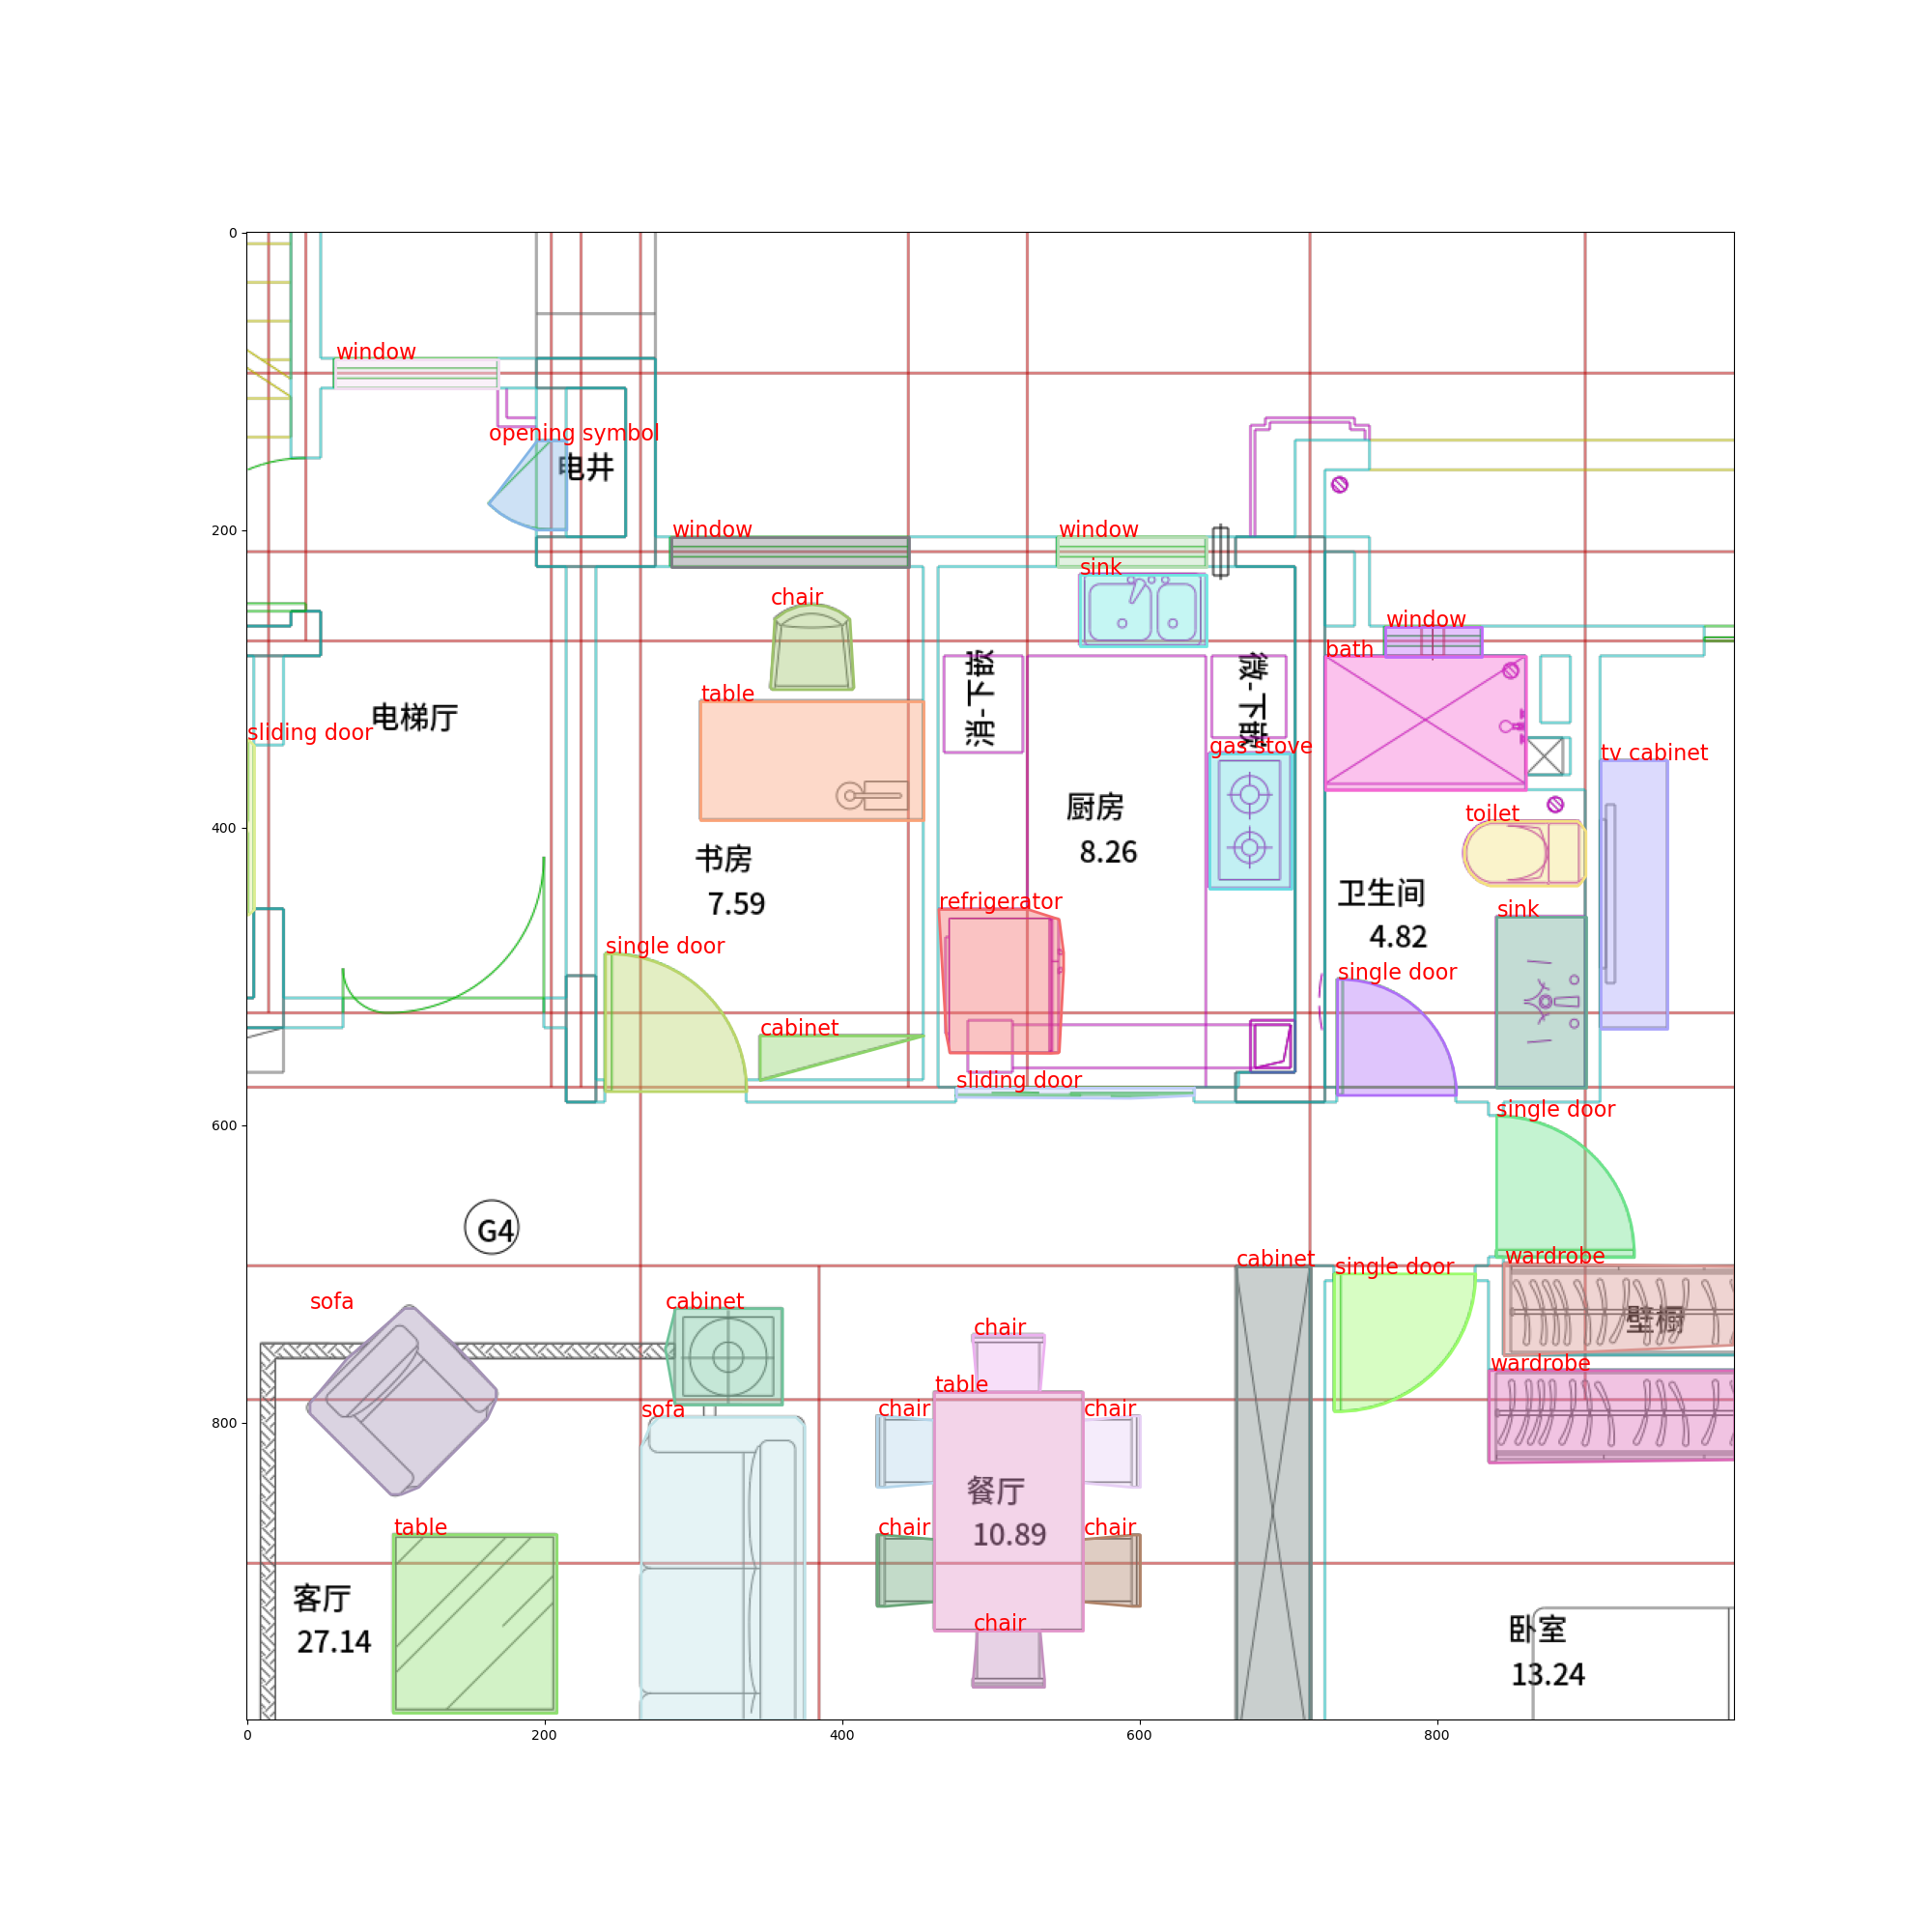 0
window
opening symbol
电井
200
window
window
sink
chair
window
bath
消-下嵌
微-下嵌
table
电梯厅
sliding door
gas stove
tv cabinet
厨房
8.26
toilet
400
书房
7.59
卫生间
4.82
refrigerator
sink
single door
single door
cabinet
sliding door
single door
600
G4
cabinet
single door
wardrobe
sofa
cabinet
壁橱
chair
wardrobe
table
800
sofa
chair
chair
餐厅
10.89
table
chair
chair
客厅
27.14
chair
卧室
13.24
0
200
400
600
800